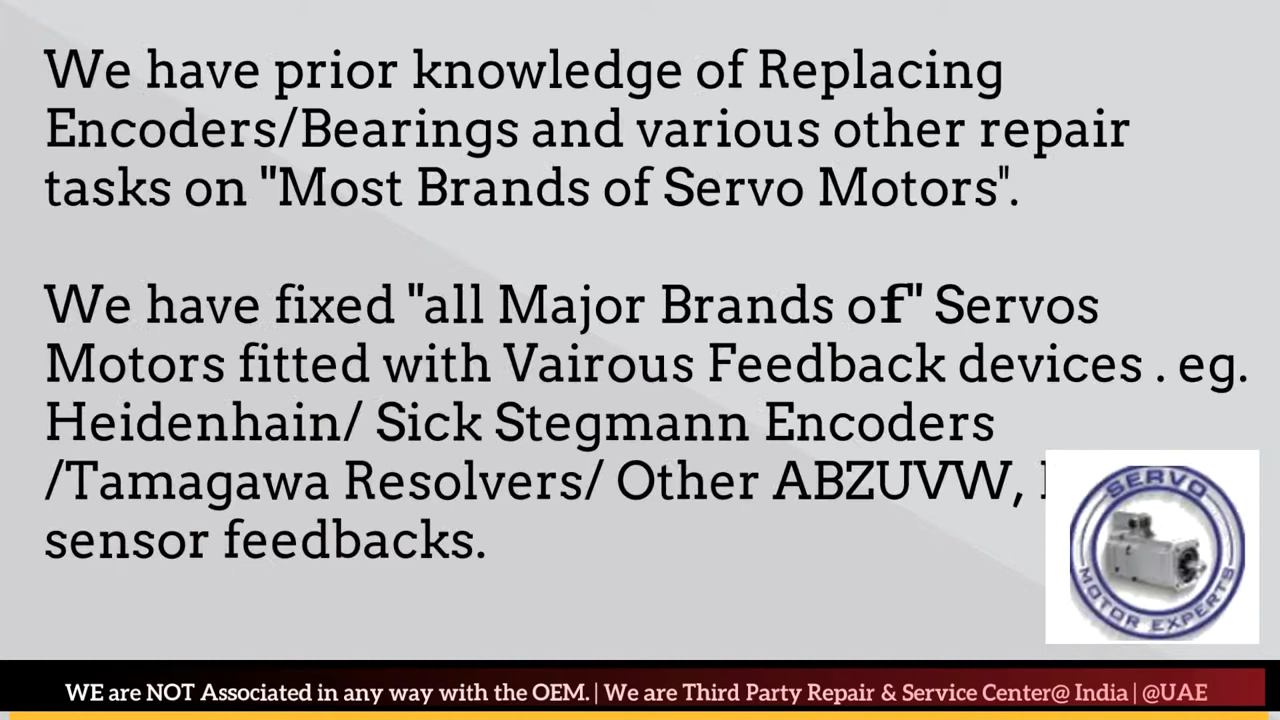 We have prior knowledge of Replacing
Encoders/Bearings and various other repair
tasks on "Most Brands of Servo Motors".
We have fixed "all Major Brands of" Servos
Motors fitted with Vairous Feedback devices . eg.
Heidenhain/ Sick Stegmann Encoders
/Tamagawa Resolvers/ Other ABZUVW,
sensor feedbacks.
SERVO
MOTOR EXPERTS
WE are NOT Associated in any way with the OEM. | We are Third Party Repair & Service Center@ India | @UAE